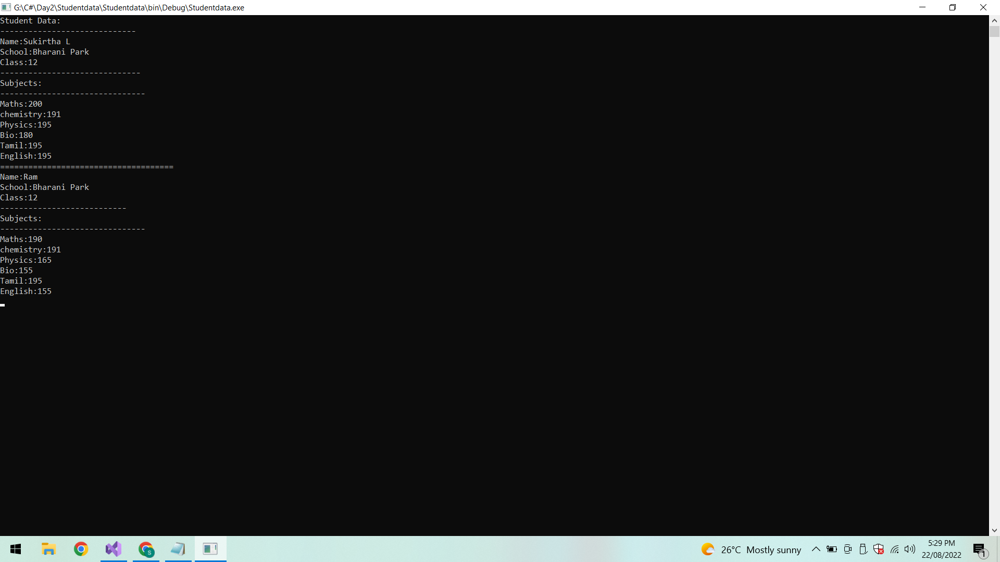 G:\C#\Day2\Studentdata\Studentdata\bin\Debug\Studentdata.exe
Student Data:
-----------------------------
Name:Sukirtha L
School:Bharani Park
Class:12
------------------------------
Subjects:
-------------------------------
Maths:200
chemistry:191
Physics:195
Bio:180
Tamil:195
English:195
=====================================
Name:Ram
School:Bharani Park
Class:12
---------------------------
Subjects:
-------------------------------
Maths:190
chemistry:191
Physics:165
Bio:155
Tamil:195
English:155
S
26°C Mostly sunny
5:29 PM
22/08/2022
1